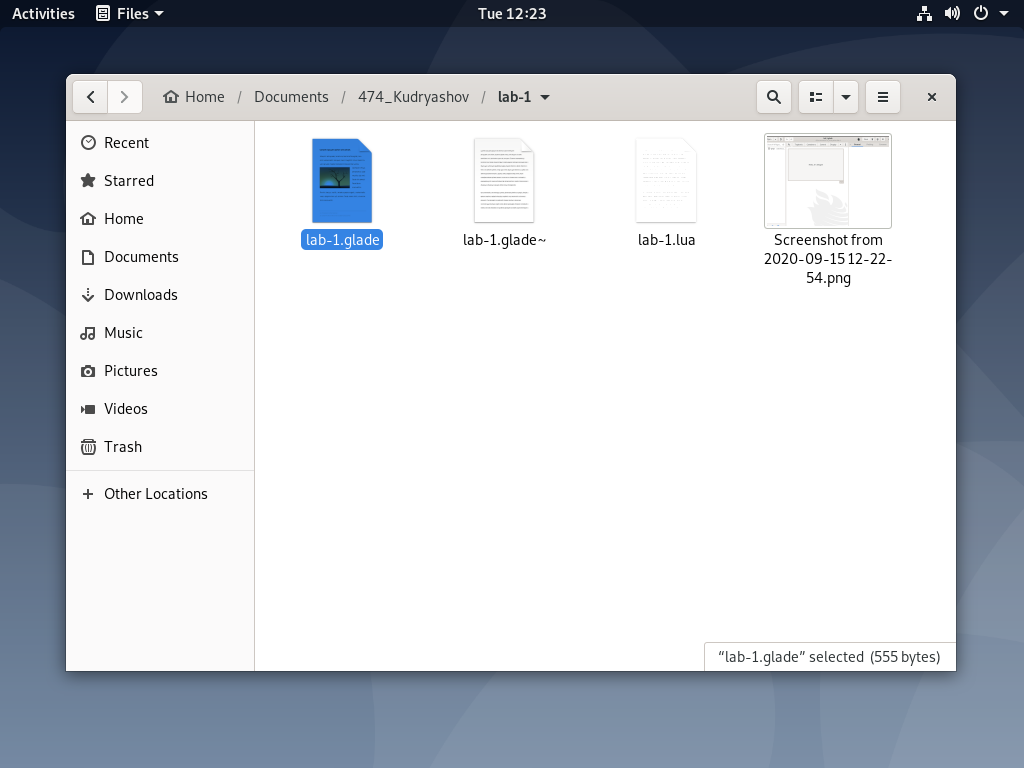 Activities Files Tue 12:23
Home / Documents / 474_Kudryashov / lab-1
Recent
Starred
Home
Documents
Downloads
Music
Pictures
Videos
Trash
Other Locations
lab-1.glade
lab-1.glade~
lab-1.lua
Screenshot from
2020-09-15 12-22-
54.png
“lab-1.glade” selected (555 bytes)